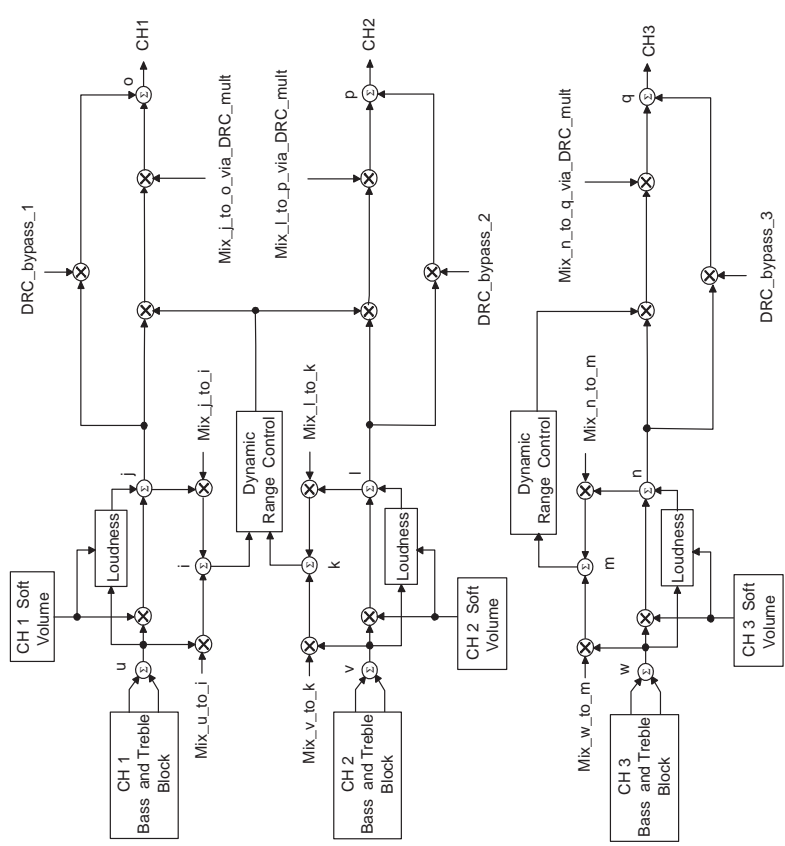 CH 1
Bass and Treble
Block
u
Σ
CH 1 Soft
Volume
Loudness
j
Σ
Mix_u_to_i
i
Σ
Mix_j_to_i
DRC_bypass_1
Mix_j_to_o_via_DRC_mult
o
Σ
CH1
Dynamic
Range Control
CH 2
Bass and Treble
Block
v
Σ
Mix_v_to_k
k
Σ
Mix_l_to_k
CH 2 Soft
Volume
Loudness
l
Σ
Mix_l_to_p_via_DRC_mult
DRC_bypass_2
p
Σ
CH2
CH 3
Bass and Treble
Block
w
Σ
Mix_w_to_m
m
Σ
Mix_n_to_m
Dynamic
Range Control
CH 3 Soft
Volume
Loudness
n
Σ
Mix_n_to_q_via_DRC_mult
DRC_bypass_3
q
Σ
CH3